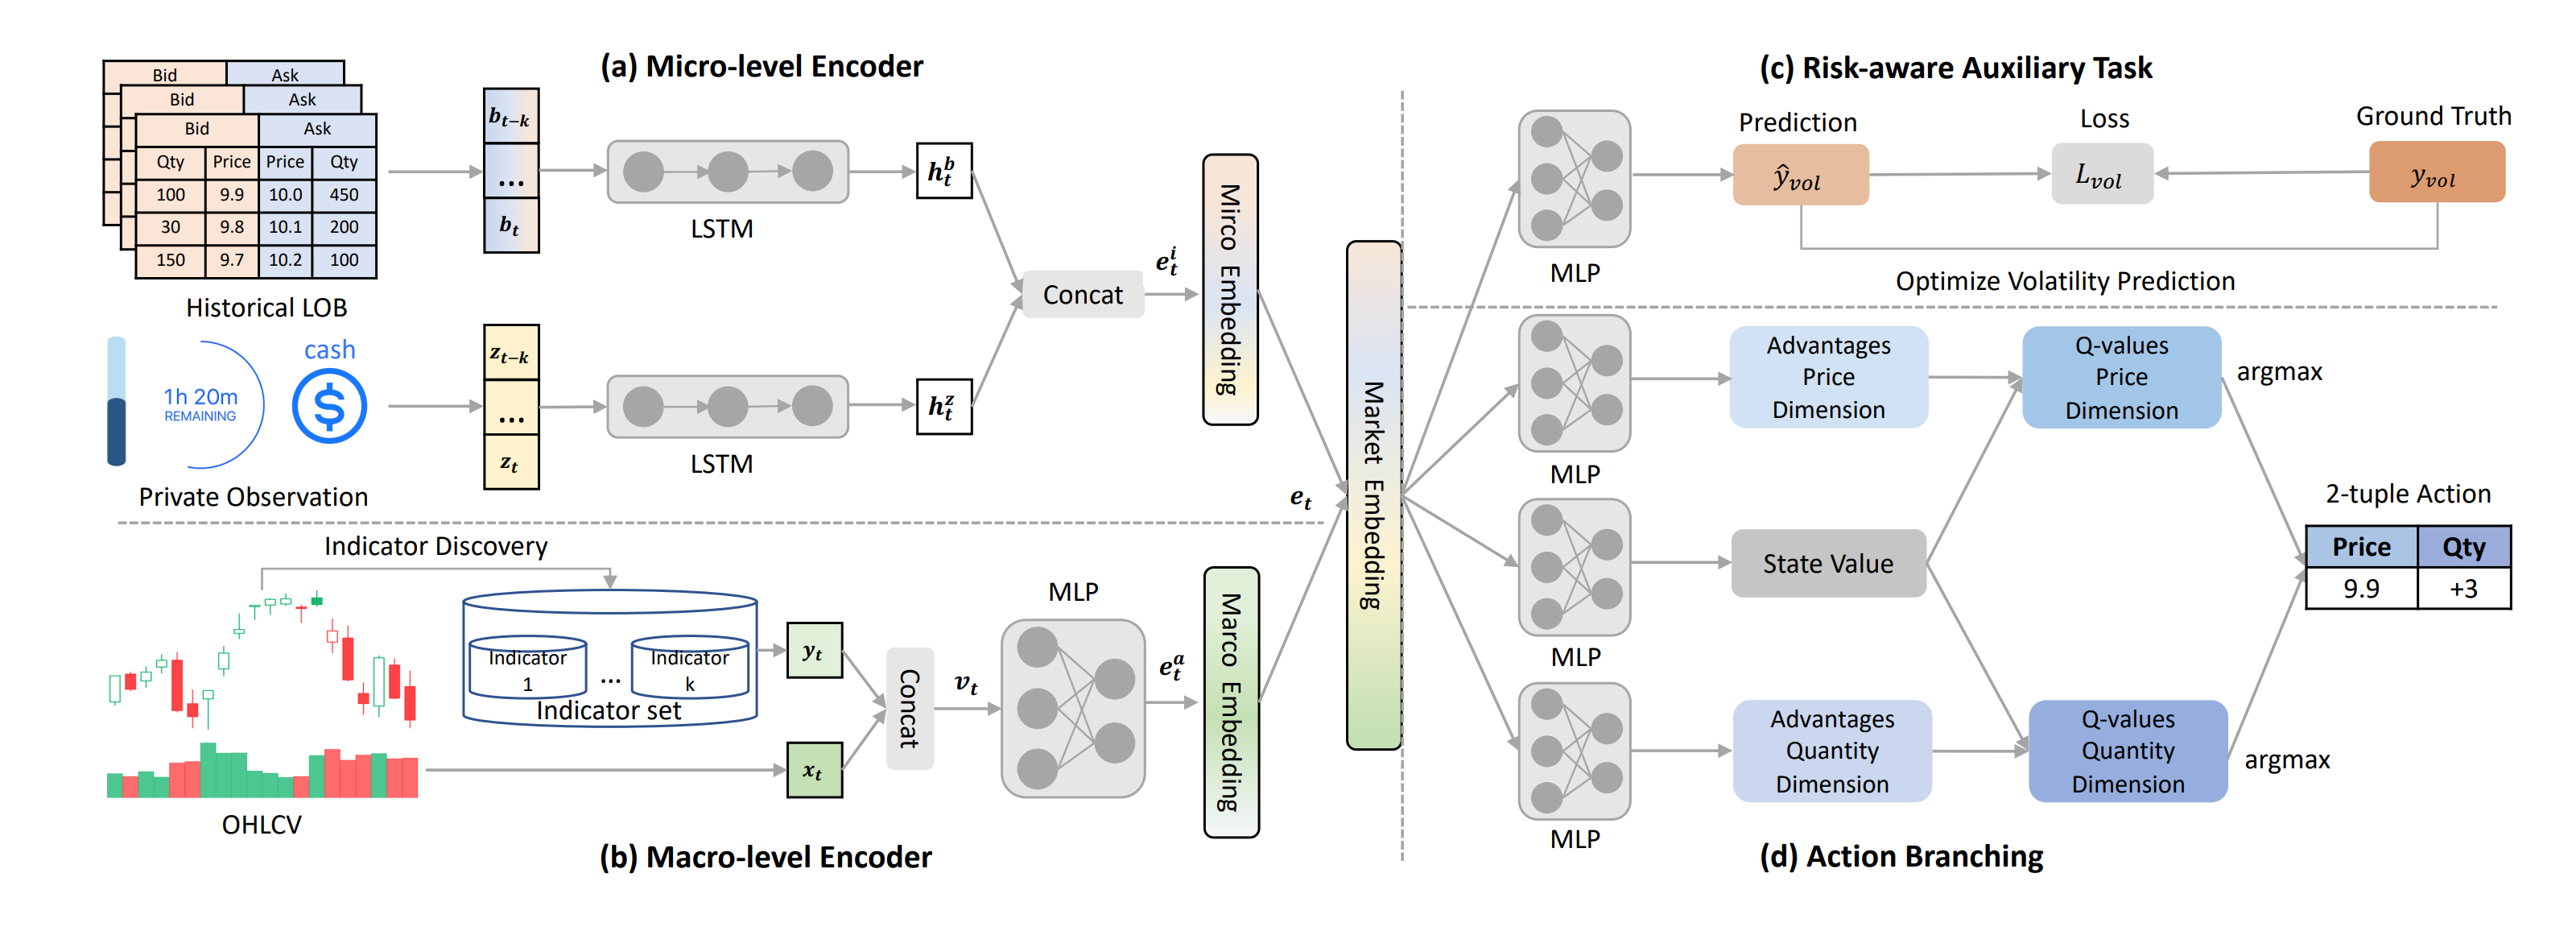 (a) Micro-level Encoder
Bid Ask
Bid Ask
Bid Ask
Qty Price Price Qty
100 9.9 10.0 450
30 9.8 10.1 200
150 9.7 10.2 100
Historical LOB
b_{t-k}
...
b_t
LSTM
h_t^b
1h 20m
REMAINING
cash
$
Private Observation
z_{t-k}
...
z_t
LSTM
h_t^z
Concat
e_t^i
Mirco Embedding
Indicator Discovery
OHLCV
Indicator
1
...
Indicator
k
Indicator set
y_t
x_t
Concat
v_t
MLP
e_t^a
Marco Embedding
(b) Macro-level Encoder
e_t
Market Embedding
(c) Risk-aware Auxiliary Task
MLP
Prediction
ŷ_{vol}
Loss
L_{vol}
Ground Truth
y_{vol}
Optimize Volatility Prediction
MLP
Advantages
Price
Dimension
Q-values
Price
Dimension
argmax
MLP
State Value
2-tuple Action
Price Qty
9.9 +3
MLP
Advantages
Quantity
Dimension
Q-values
Quantity
Dimension
argmax
(d) Action Branching